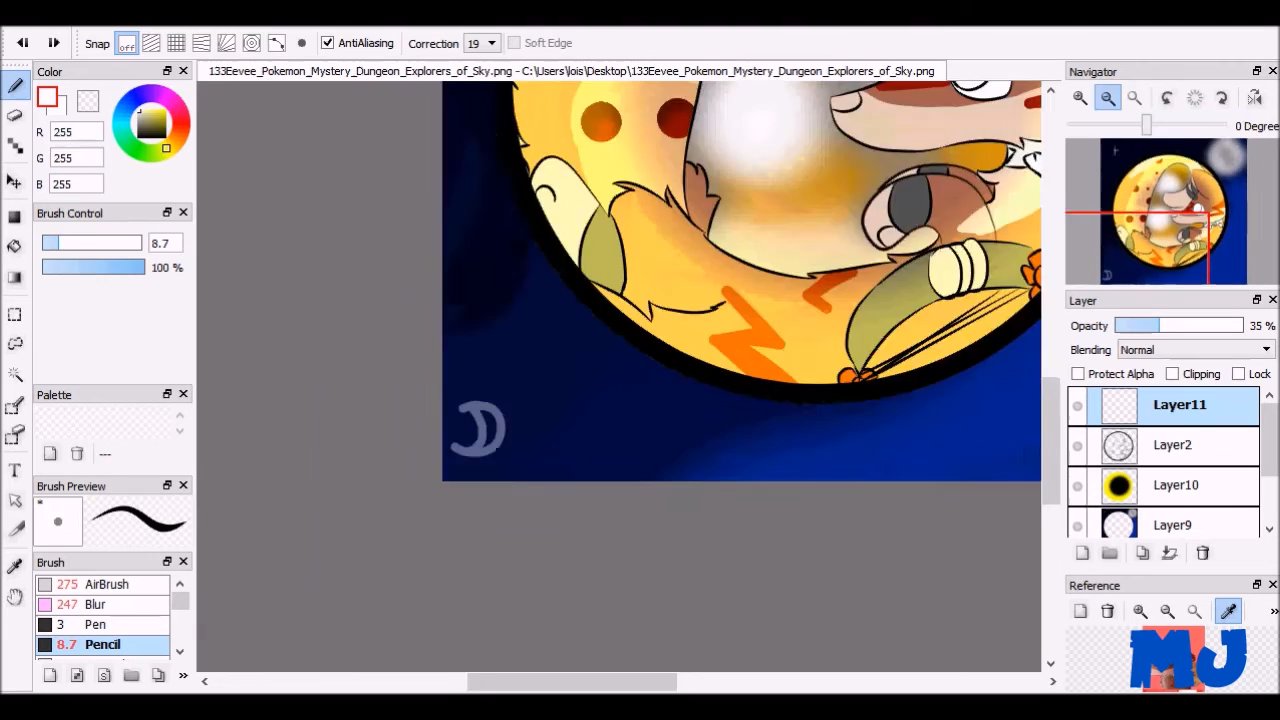 Snap off AntiAliasing Correction 19 Soft Edge
Color
133Eevee_Pokemon_Mystery_Dungeon_Explorers_of_Sky.png - C:\Users\lois\Desktop\133Eevee_Pokemon_Mystery_Dungeon_Explorers_of_Sky.png
Navigator
R 255
G 255
B 255
0 Degree
Brush Control
8.7
100 %
Layer
Opacity 35 %
Blending Normal
Protect Alpha Clipping Lock
Layer11
Layer2
Layer10
Layer9
Palette
---
Brush Preview
Brush
275 AirBrush
247 Blur
3 Pen
8.7 Pencil
T
Reference
MJ